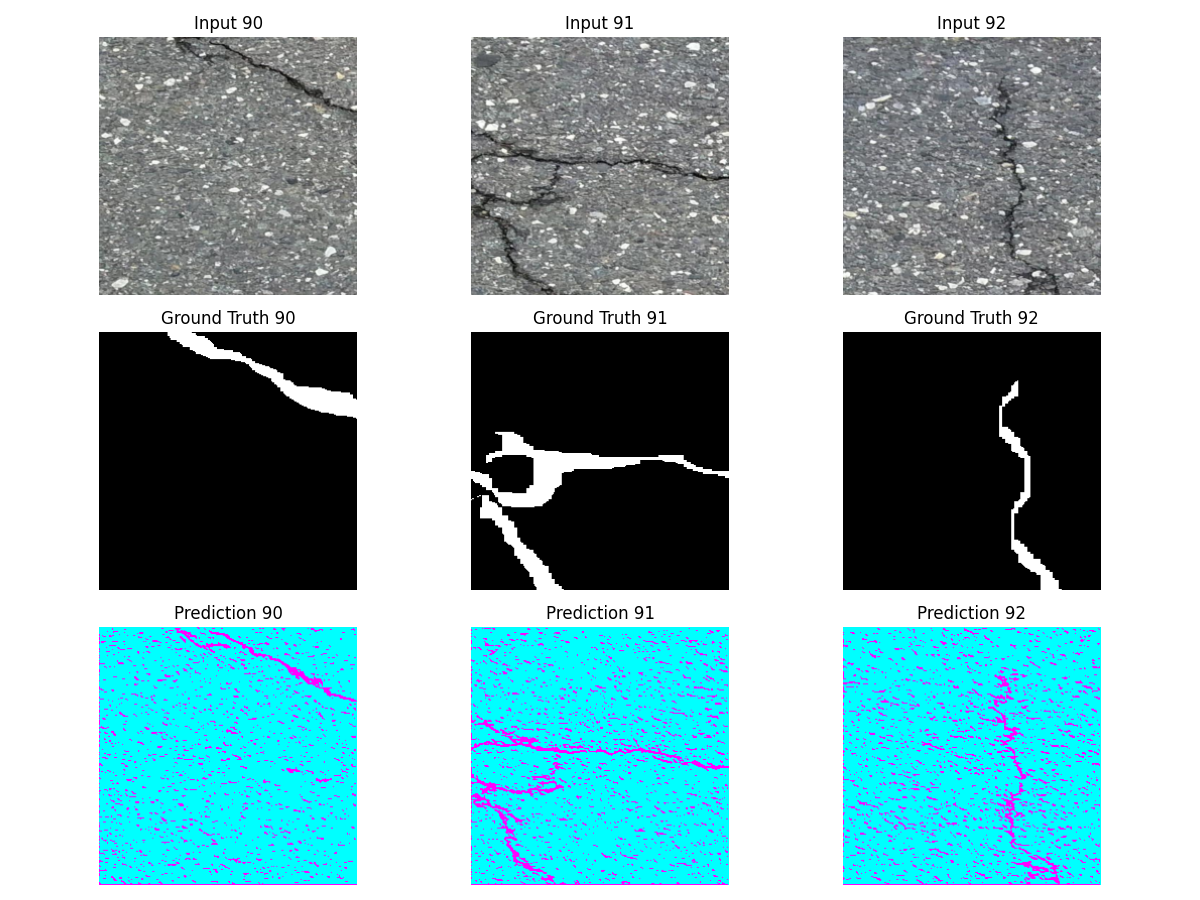 Input 90
Input 91
Input 92
Ground Truth 90
Ground Truth 91
Ground Truth 92
Prediction 90
Prediction 91
Prediction 92